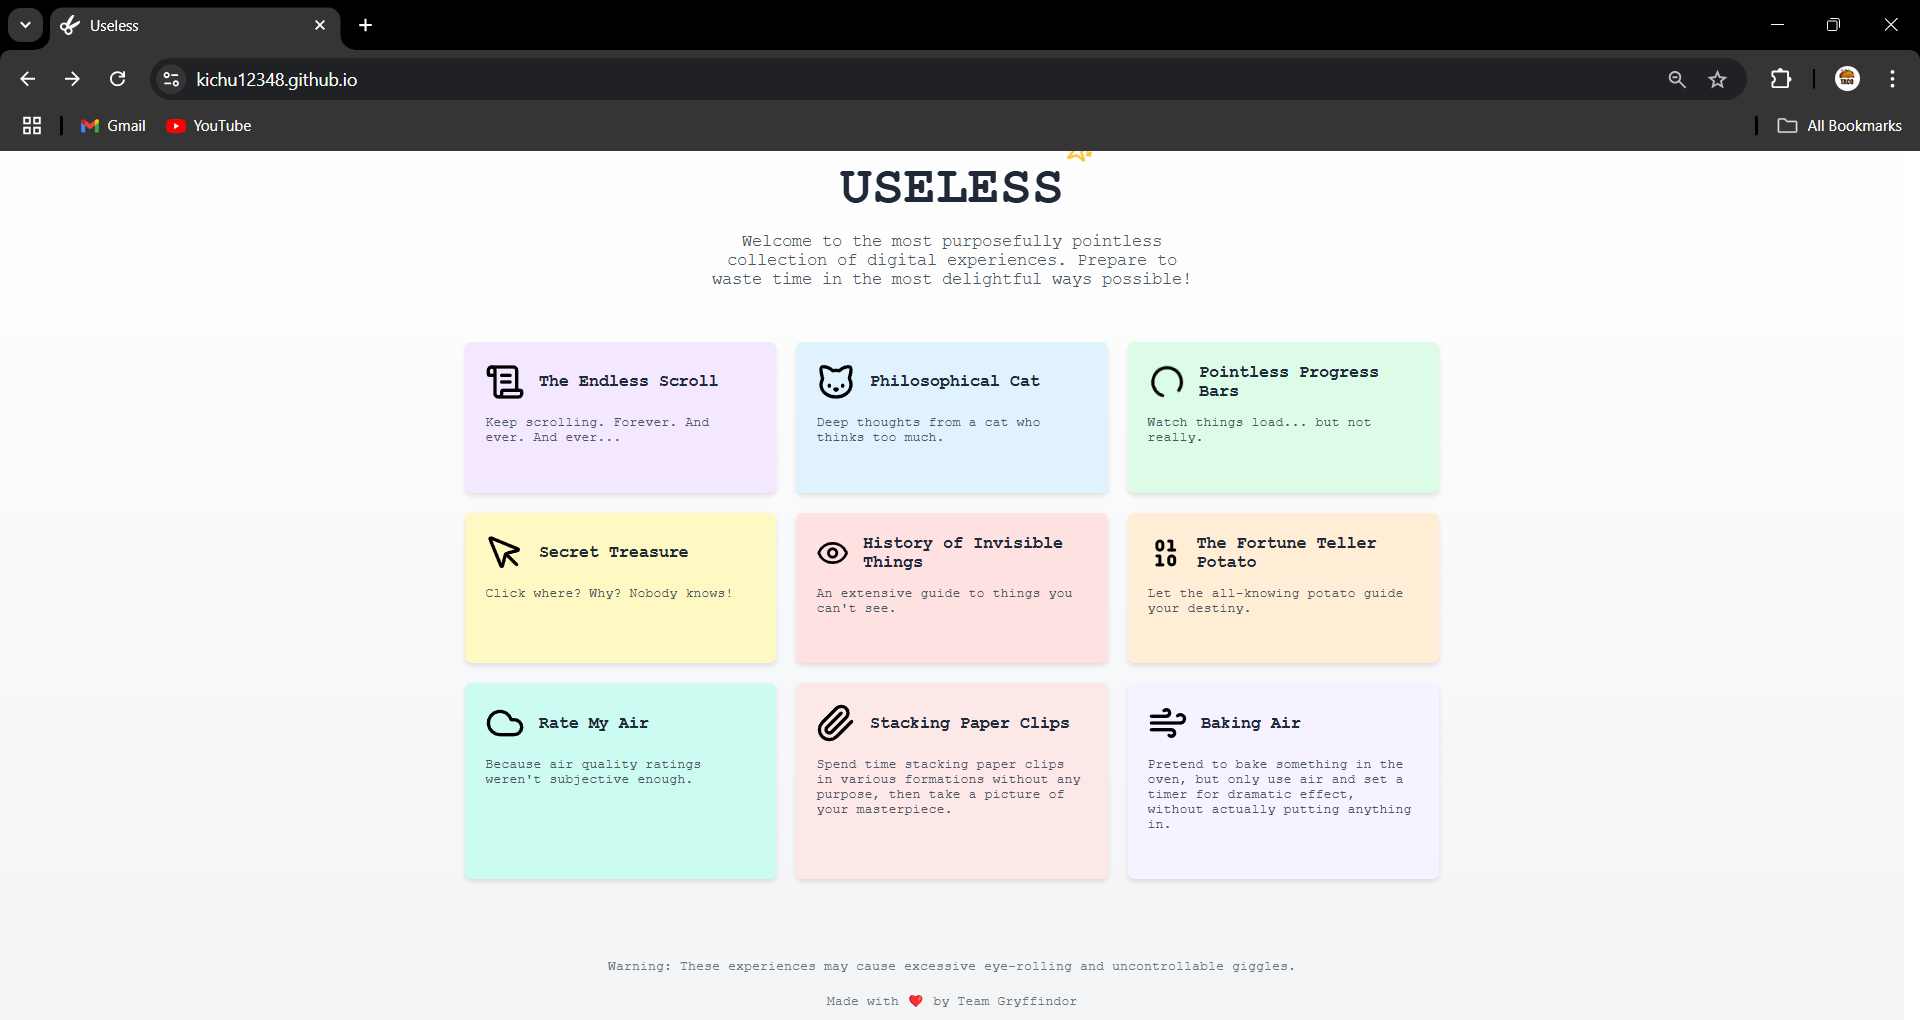 Useless
kichu12348.github.io
Gmail
YouTube
All Bookmarks
USELESS
Welcome to the most purposefully pointless
collection of digital experiences. Prepare to
waste time in the most delightful ways possible!
The Endless Scroll
Keep scrolling. Forever. And
ever. And ever...
Philosophical Cat
Deep thoughts from a cat who
thinks too much.
Pointless Progress
Bars
Watch things load... but not
really.
Secret Treasure
Click where? Why? Nobody knows!
History of Invisible
Things
An extensive guide to things you
can't see.
01
10
The Fortune Teller
Potato
Let the all-knowing potato guide
your destiny.
Rate My Air
Because air quality ratings
weren't subjective enough.
Stacking Paper Clips
Spend time stacking paper clips
in various formations without any
purpose, then take a picture of
your masterpiece.
Baking Air
Pretend to bake something in the
oven, but only use air and set a
timer for dramatic effect,
without actually putting anything
in.
Warning: These experiences may cause excessive eye-rolling and uncontrollable giggles.
Made with ❤️ by Team Gryffindor